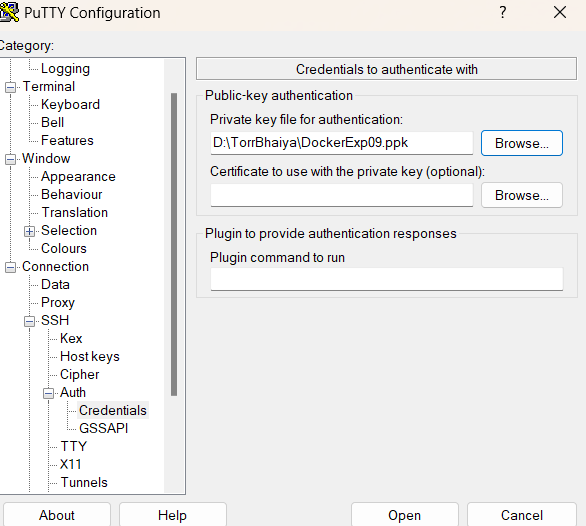 PuTTY Configuration
?
Category:
Logging
Terminal
Keyboard
Bell
Features
Window
Appearance
Behaviour
Translation
Selection
Colours
Connection
Data
Proxy
SSH
Kex
Host keys
Cipher
Auth
Credentials
GSSAPI
TTY
X11
Tunnels
Credentials to authenticate with
Public-key authentication
Private key file for authentication:
D:\TorrBhaiya\DockerExp09.ppk
Browse...
Certificate to use with the private key (optional):
Browse...
Plugin to provide authentication responses
Plugin command to run
About
Help
Open
Cancel